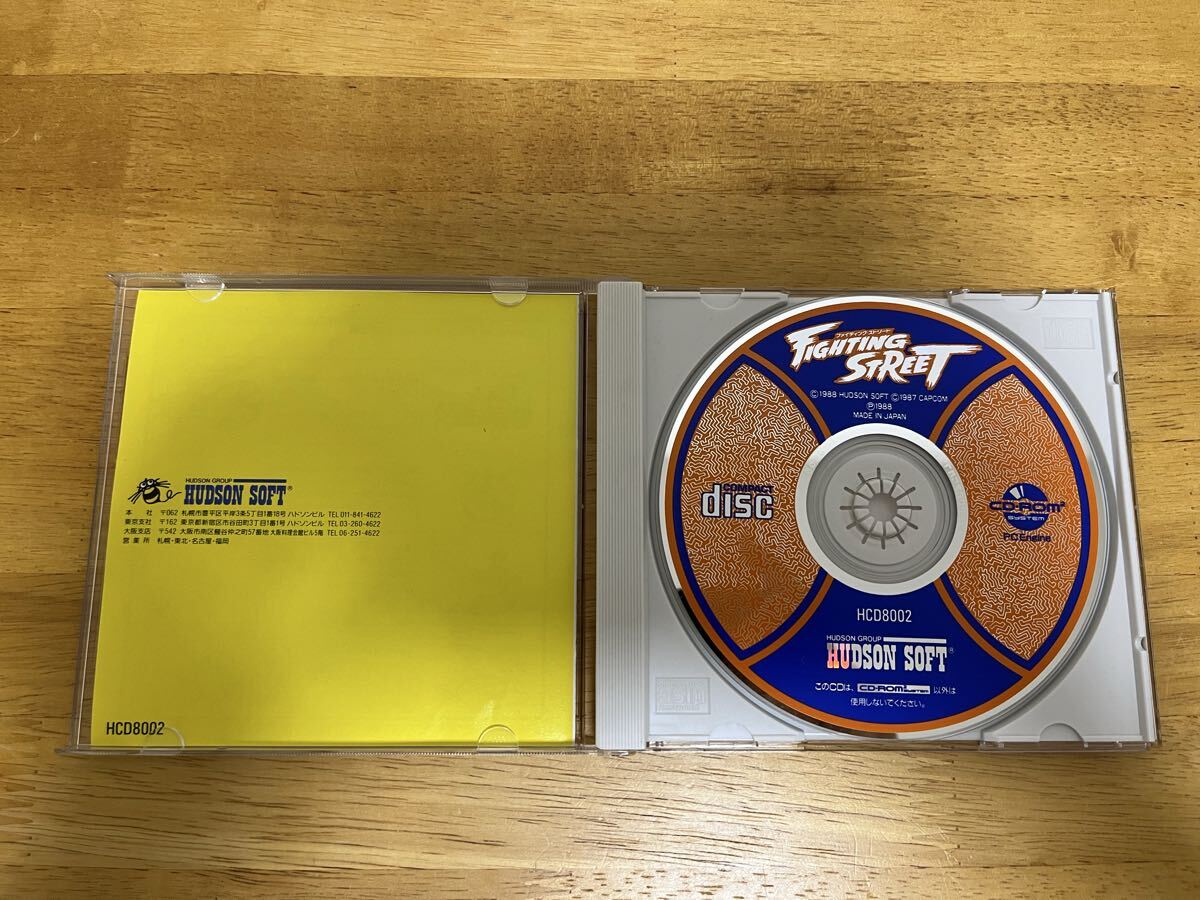 HUDSON GROUP
HUDSON SOFT®
本 社 〒062 札幌市豊平区平岸3条5丁目1番18号ハドソンビル TEL 011-841-4622
東京支社 〒162 東京都新宿区市谷田町3丁目1番1号ハドソンビル TEL 03-260-4622
大阪支店 〒542 大阪市南区鰻谷仲之町57番地 大阪料理会館ビル5階 TEL 06-251-4622
営業所 札幌・東北・名古屋・福岡
HCD8002
ファイティング・ストリート
FIGHTING
STREET
©1988 HUDSON SOFT ©1987 CAPCOM
Ⓟ1988
MADE IN JAPAN
COMPACT
disc
CD-ROM²
SYSTEM
PC Engine
HCD8002
HUDSON GROUP
HUDSON SOFT®
このCDは、CD-ROM² SYSTEM 以外は
使用しないでください。